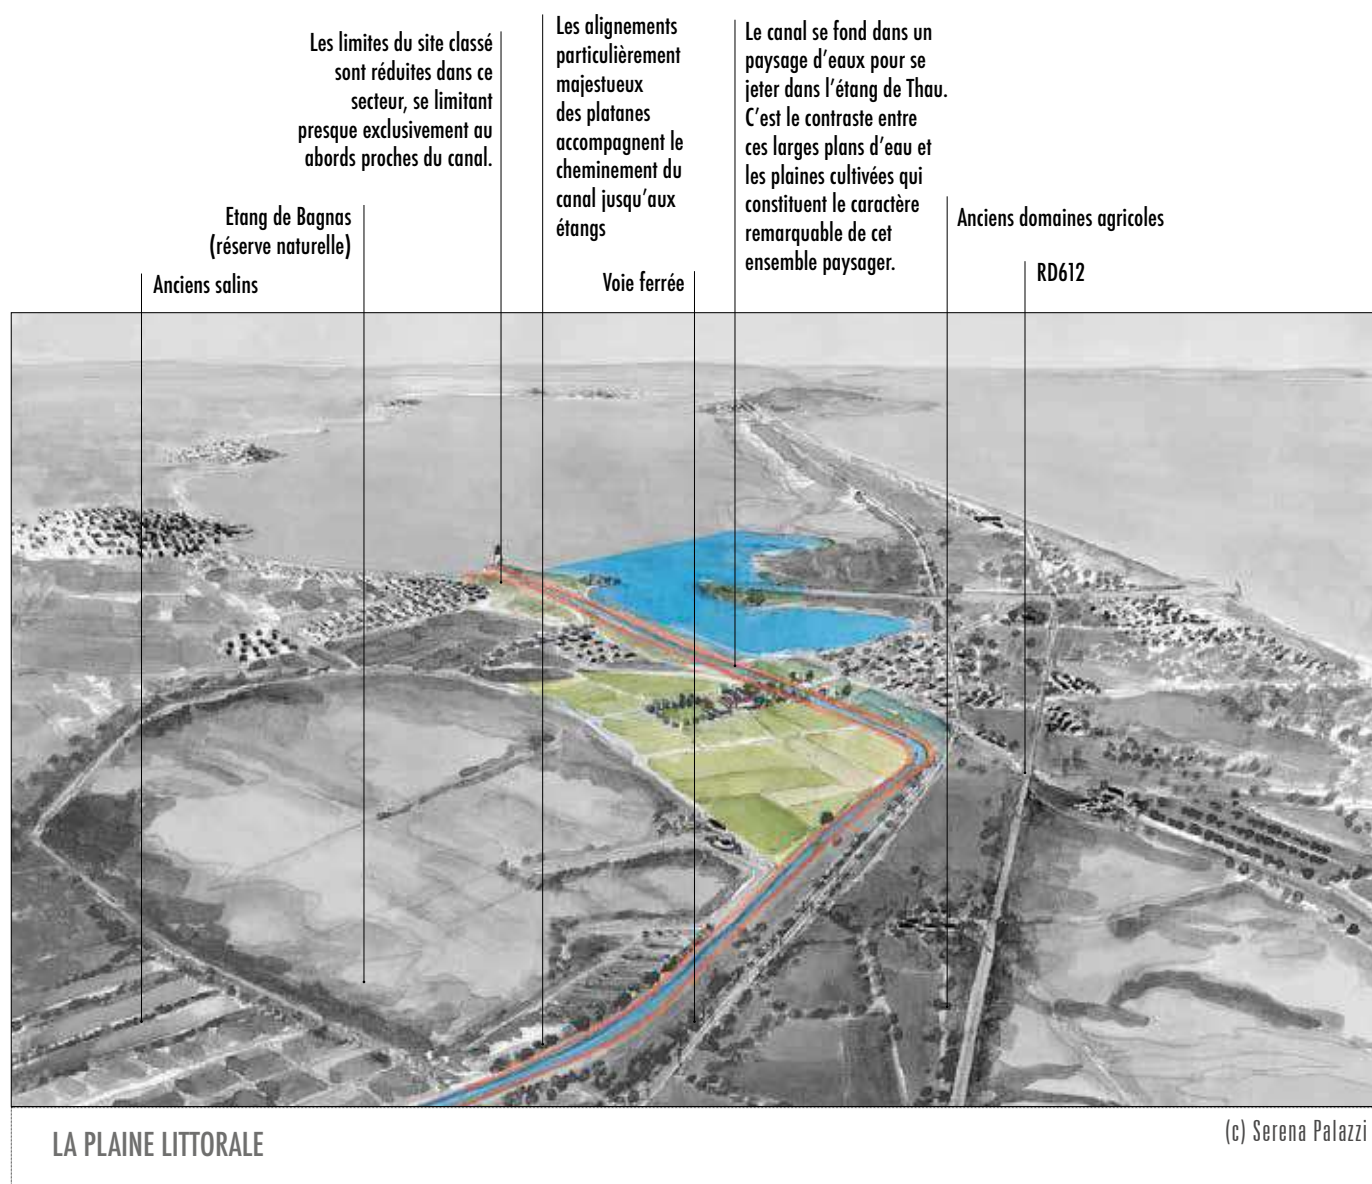 Les limites du site classé
sont réduites dans ce
secteur, se limitant
presque exclusivement au
abords proches du canal.
Les alignements
particulièrement
majestueux
des platanes
accompagnent le
cheminement du
canal jusqu'aux
étangs
Le canal se fond dans un
paysage d'eaux pour se
jeter dans l'étang de Thau.
C'est le contraste entre
ces larges plans d'eau et
les plaines cultivées qui
constituent le caractère
remarquable de cet
ensemble paysager.
Etang de Bagnas
(réserve naturelle)
Anciens domaines agricoles
Anciens salins
Voie ferrée
RD612
LA PLAINE LITTORALE
(c) Serena Palazzi